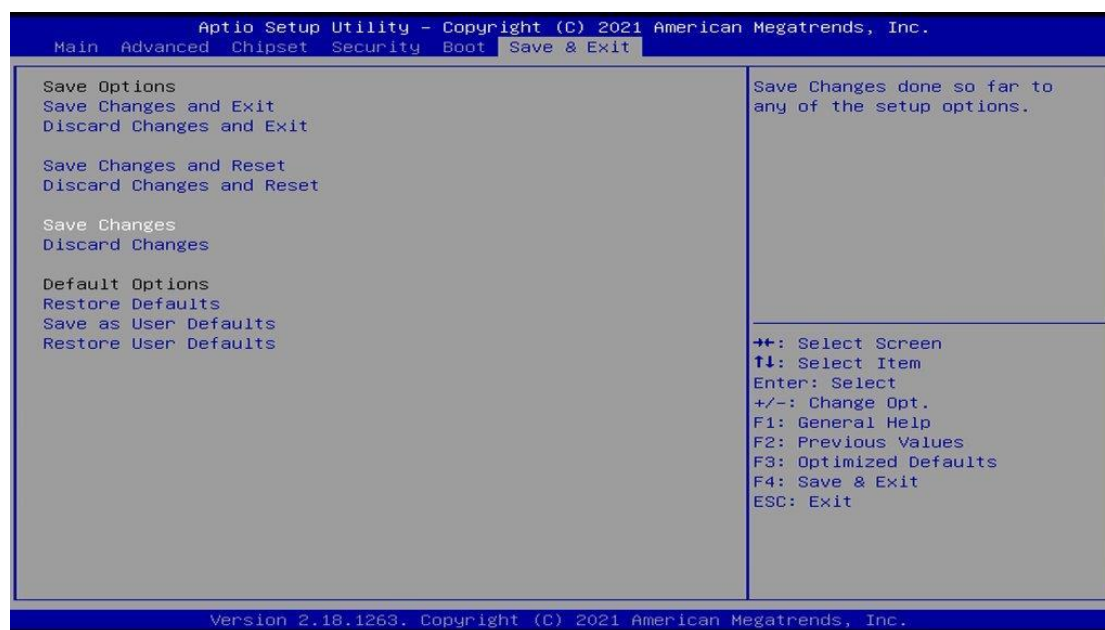 Aptio Setup Utility – Copyright (C) 2021 American Megatrends, Inc.
Main Advanced Chipset Security Boot Save & Exit
Save Options
Save Changes and Exit
Discard Changes and Exit
Save Changes and Reset
Discard Changes and Reset
Save Changes
Discard Changes
Default Options
Restore Defaults
Save as User Defaults
Restore User Defaults
Save Changes done so far to
any of the setup options.
→←: Select Screen
↑↓: Select Item
Enter: Select
+/-: Change Opt.
F1: General Help
F2: Previous Values
F3: Optimized Defaults
F4: Save & Exit
ESC: Exit
Version 2.18.1263. Copyright (C) 2021 American Megatrends, Inc.